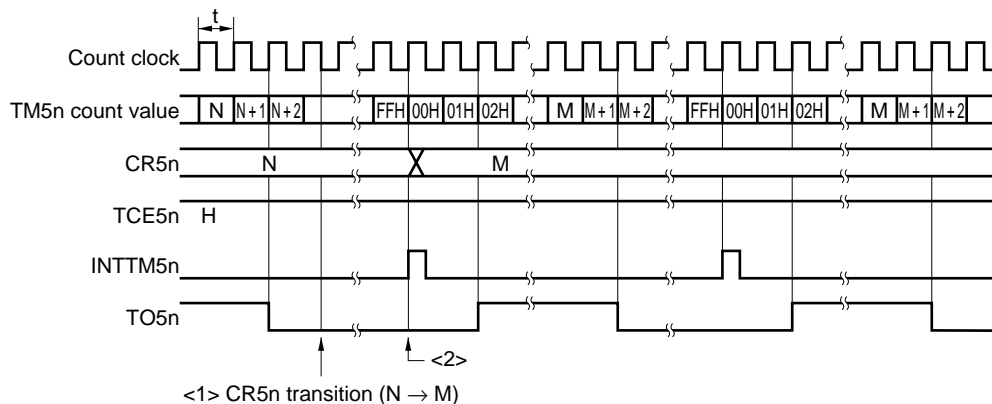 t
Count clock
TM5n count value N N + 1 N + 2 FFH 00H 01H 02H M M + 1 M + 2 FFH 00H 01H 02H M M + 1 M + 2
CR5n N M
TCE5n H
INTTM5n
TO5n
<2>
<1> CR5n transition (N → M)